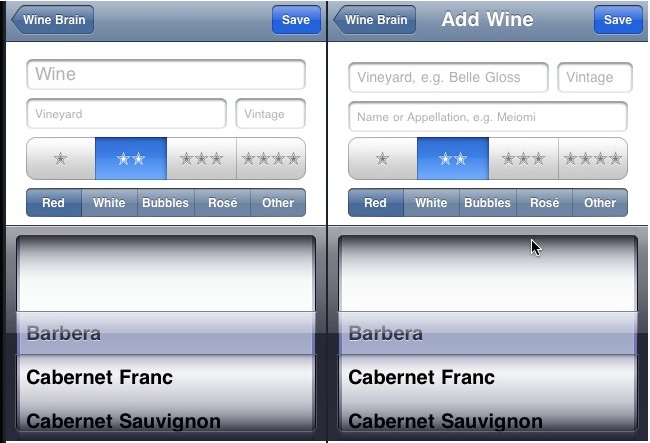 Wine Brain
Save
Wine
Vineyard
Vintage
Red
White
Bubbles
Rosé
Other
Barbera
Cabernet Franc
Cabernet Sauvignon
Wine Brain
Add Wine
Save
Vineyard, e.g. Belle Gloss
Vintage
Name or Appellation, e.g. Meiomi
Red
White
Bubbles
Rosé
Other
Barbera
Cabernet Franc
Cabernet Sauvignon